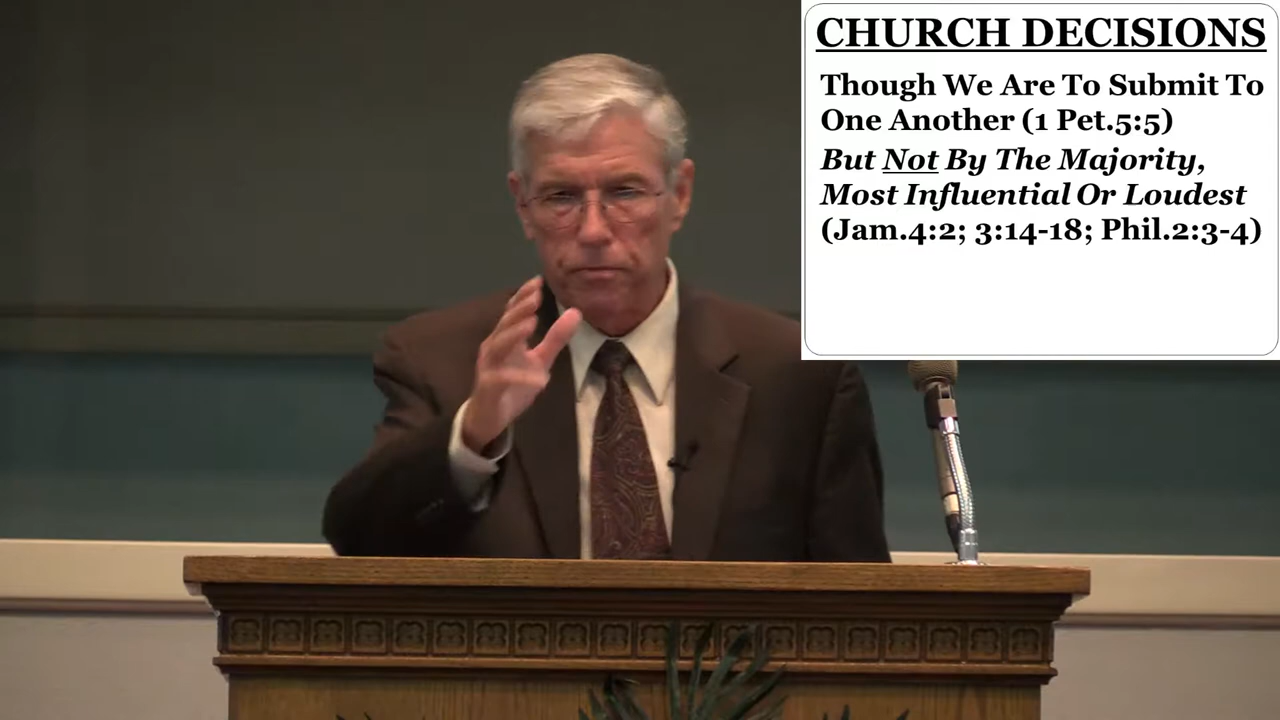 CHURCH DECISIONS
Though We Are To Submit To
One Another (1 Pet.5:5)
But Not By The Majority,
Most Influential Or Loudest
(Jam.4:2; 3:14-18; Phil.2:3-4)